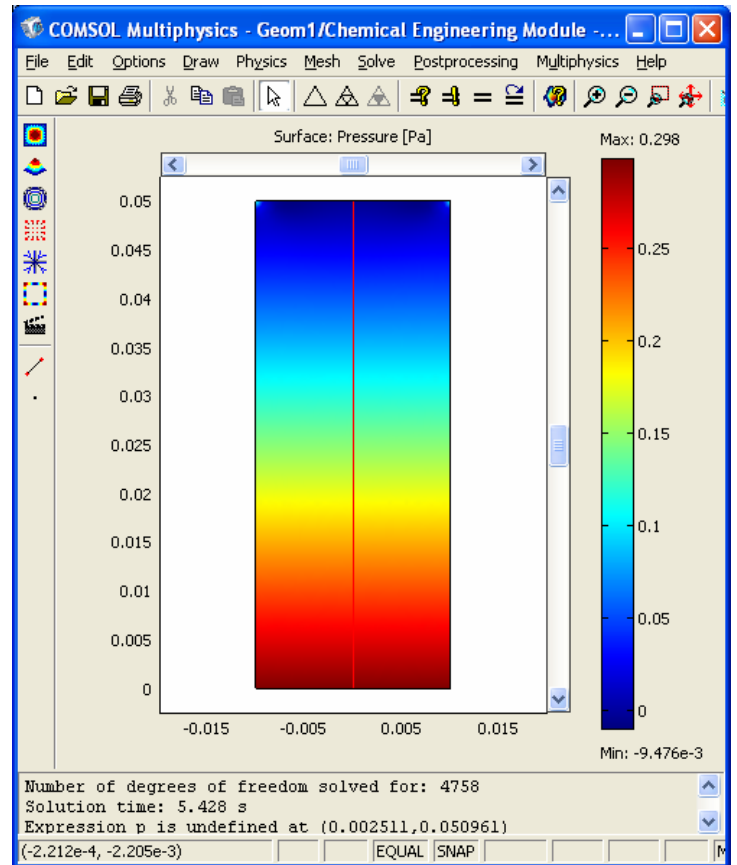 COMSOL Multiphysics - Geom1/Chemical Engineering Module -...
File Edit Options Draw Physics Mesh Solve Postprocessing Multiphysics Help
Surface: Pressure [Pa]
Max: 0.298
0.05
0.045
0.04
0.035
0.03
0.025
0.02
0.015
0.01
0.005
0
-0.015 -0.005 0.005 0.015
0.25
0.2
0.15
0.1
0.05
0
Min: -9.476e-3
Number of degrees of freedom solved for: 4758
Solution time: 5.428 s
Expression p is undefined at (0.002511,0.050961)
(-2.212e-4, -2.205e-3) EQUAL SNAP